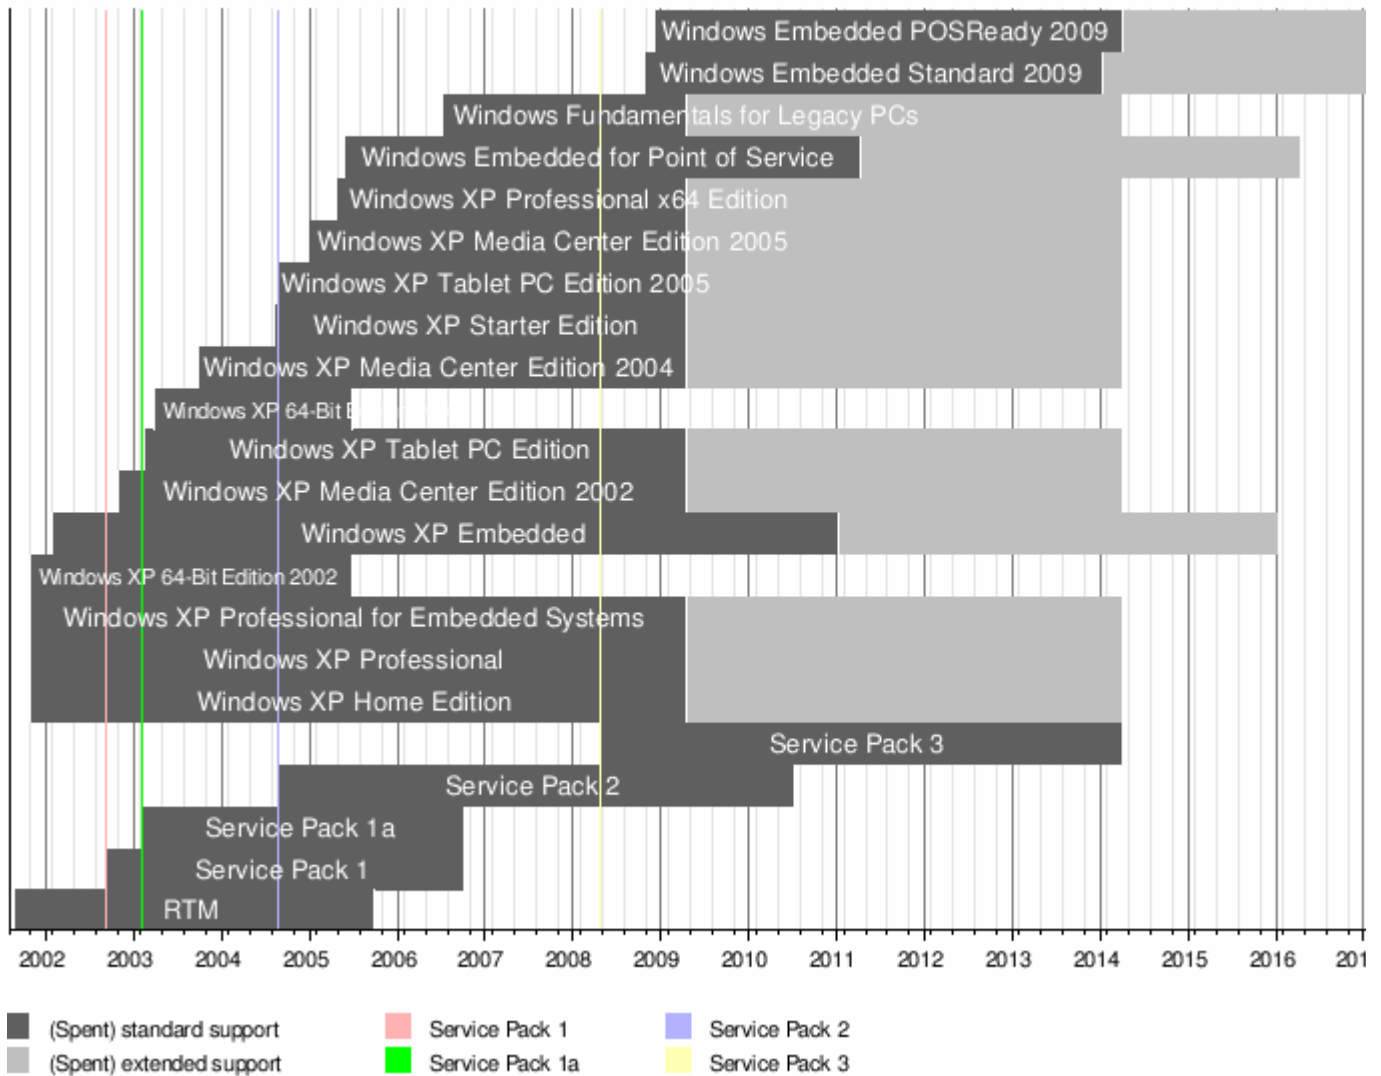 Windows Embedded POSReady 2009
Windows Embedded Standard 2009
Windows Fundamentals for Legacy PCs
Windows Embedded for Point of Service
Windows XP Professional x64 Edition
Windows XP Media Center Edition 2005
Windows XP Tablet PC Edition 2005
Windows XP Starter Edition
Windows XP Media Center Edition 2004
Windows XP 64-Bit
Windows XP Tablet PC Edition
Windows XP Media Center Edition 2002
Windows XP Embedded
Windows XP 64-Bit Edition 2002
Windows XP Professional for Embedded Systems
Windows XP Professional
Windows XP Home Edition
Service Pack 3
Service Pack 2
Service Pack 1a
Service Pack 1
RTM
2002 2003 2004 2005 2006 2007 2008 2009 2010 2011 2012 2013 2014 2015 2016 201
(Spent) standard support Service Pack 1 Service Pack 2
(Spent) extended support Service Pack 1a Service Pack 3